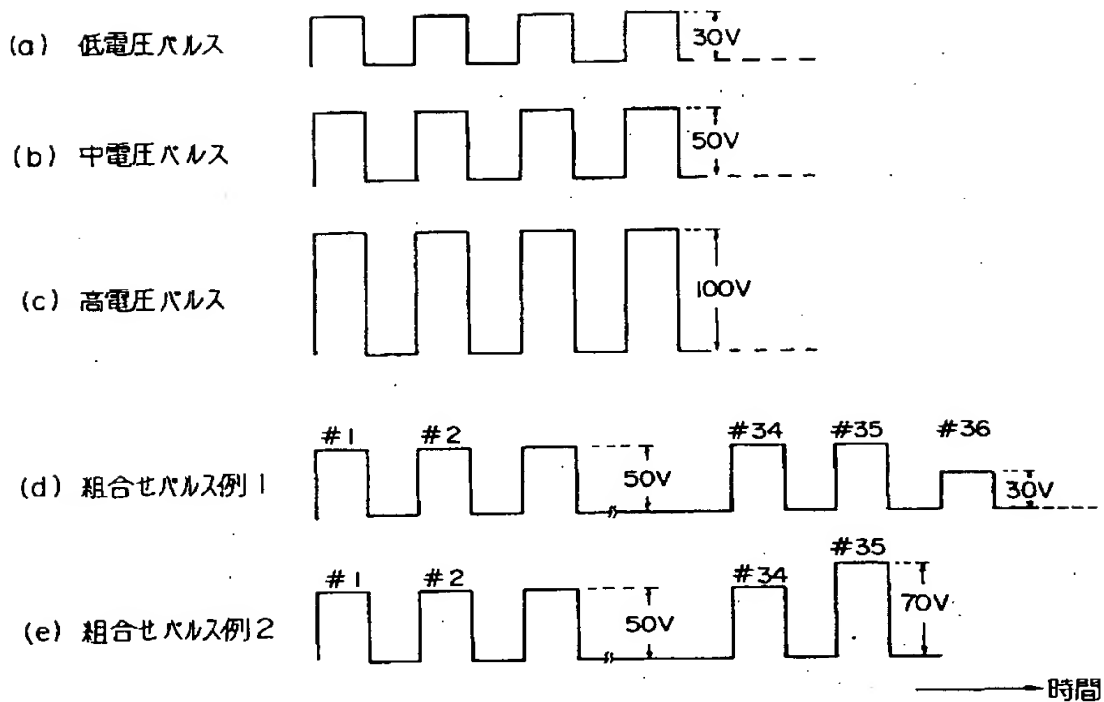 (a) 低電圧パルス
30V
(b) 中電圧パルス
50V
(c) 高電圧パルス
100V
#1 #2 #34 #35 #36
(d) 組合せパルス例1
50V
30V
#1 #2 #34 #35
(e) 組合せパルス例2
50V
70V
時間